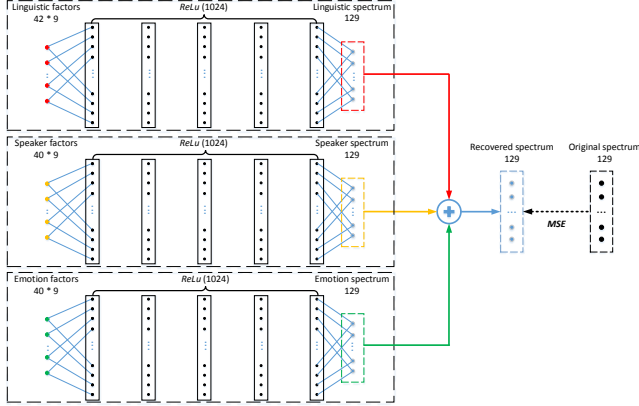 Linguistic factors
42 * 9
ReLu (1024)
Linguistic spectrum
129
Speaker factors
40 * 9
ReLu (1024)
Speaker spectrum
129
Recovered spectrum
129
Original spectrum
129
MSE
Emotion factors
40 * 9
ReLu (1024)
Emotion spectrum
129